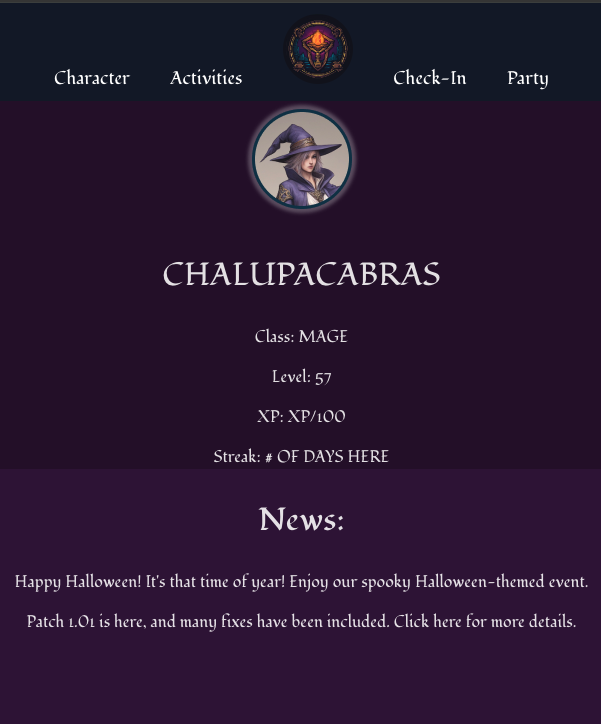 Character Activities Check-In Party
CHALUPACABRAS
Class: MAGE
Level: 57
XP: XP/100
Streak: # OF DAYS HERE
News:
Happy Halloween! It's that time of year! Enjoy our spooky Halloween-themed event.
Patch 1.01 is here, and many fixes have been included. Click here for more details.